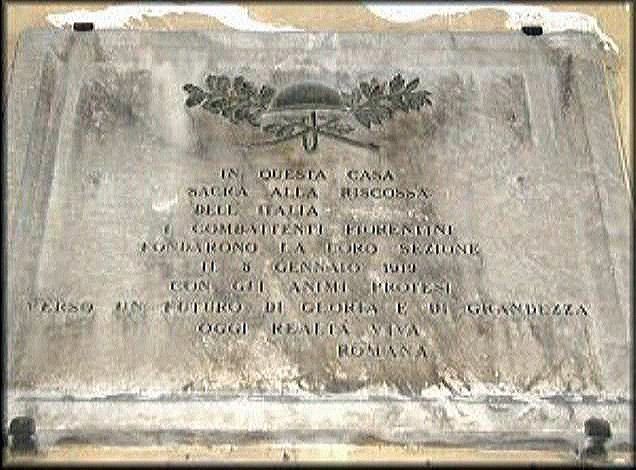 IN QUESTA CASA
SACRA ALLA RISCOSSA
DELL ITALIA
I COMBATTENTI FIORENTINI
FONDARONO LA LORO SEZIONE
IL 8 GENNAIO 1919
CON GLI ANIMI PROTESI
VERSO UN FUTURO DI GLORIA E DI GRANDEZZA
OGGI REALTÀ VIVA
ROMANA